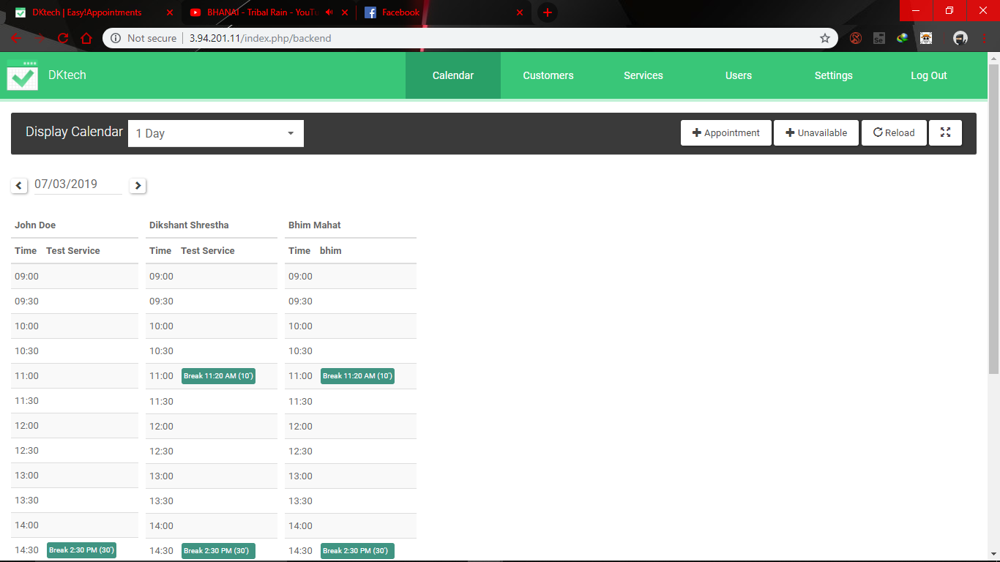 DKtech | Easy!Appointments
BHANAI - Tribal Rain - YouTu
Facebook
Not secure | 3.94.201.11/index.php/backend
Se
DKtech
Calendar
Customers
Services
Users
Settings
Log Out
Display Calendar
1 Day
Appointment
Unavailable
Reload
07/03/2019
John Doe
Time Test Service
09:00
09:30
10:00
10:30
11:00
11:30
12:00
12:30
13:00
13:30
14:00
14:30 Break 2:30 PM (30')
Dikshant Shrestha
Time Test Service
09:00
09:30
10:00
10:30
11:00 Break 11:20 AM (10')
11:30
12:00
12:30
13:00
13:30
14:00
14:30 Break 2:30 PM (30')
Bhim Mahat
Time bhim
09:00
09:30
10:00
10:30
11:00 Break 11:20 AM (10')
11:30
12:00
12:30
13:00
13:30
14:00
14:30 Break 2:30 PM (30')